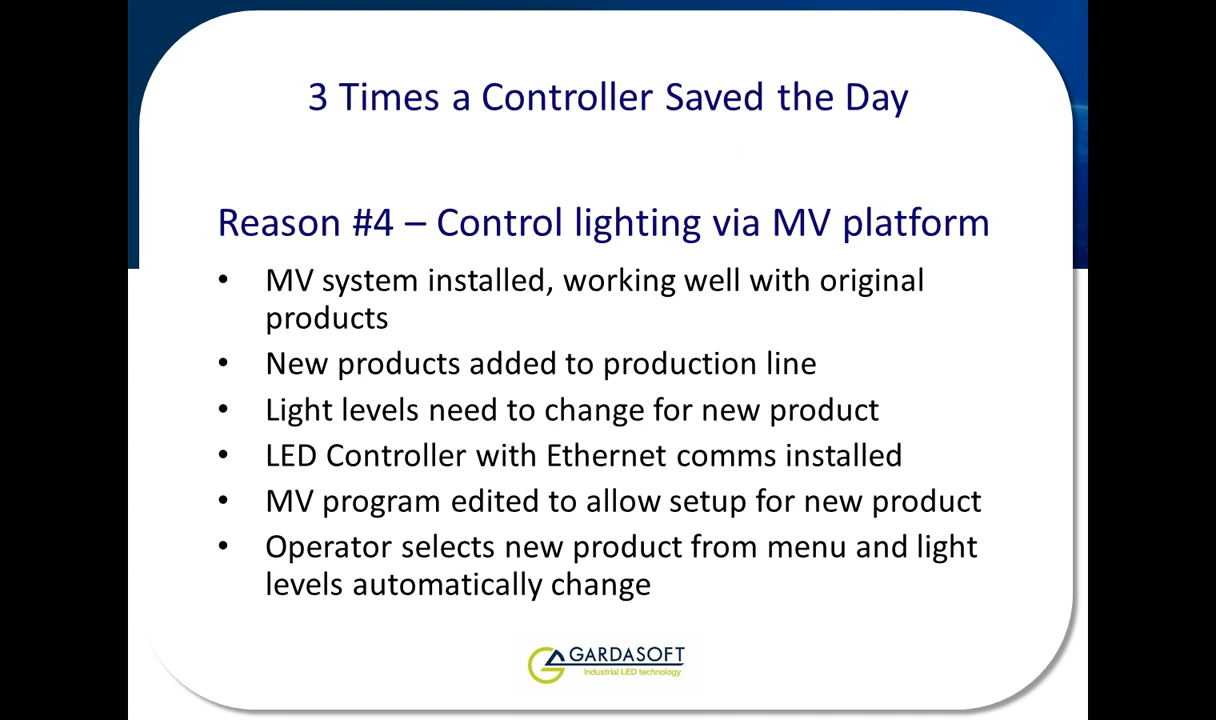 3 Times a Controller Saved the Day
Reason #4 – Control lighting via MV platform
• MV system installed, working well with original
products
• New products added to production line
• Light levels need to change for new product
• LED Controller with Ethernet comms installed
• MV program edited to allow setup for new product
• Operator selects new product from menu and light
levels automatically change
GARDASOFT
Industrial LED technology